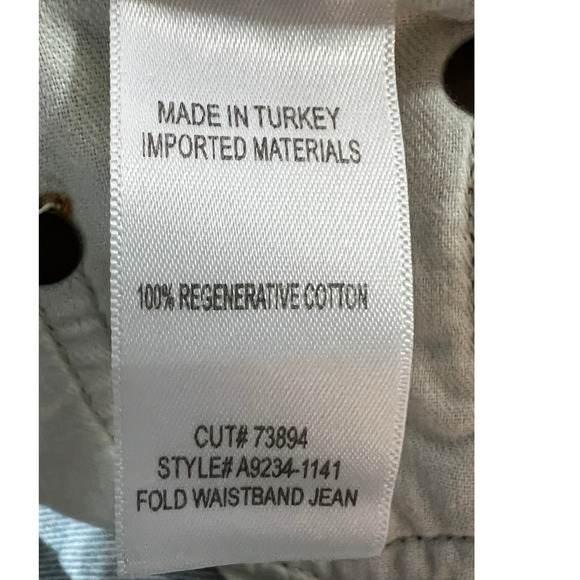 MADE IN TURKEY
IMPORTED MATERIALS
100% REGENERATIVE COTTON
CUT# 73894
STYLE# A9234-1141
FOLD WAISTBAND JEAN